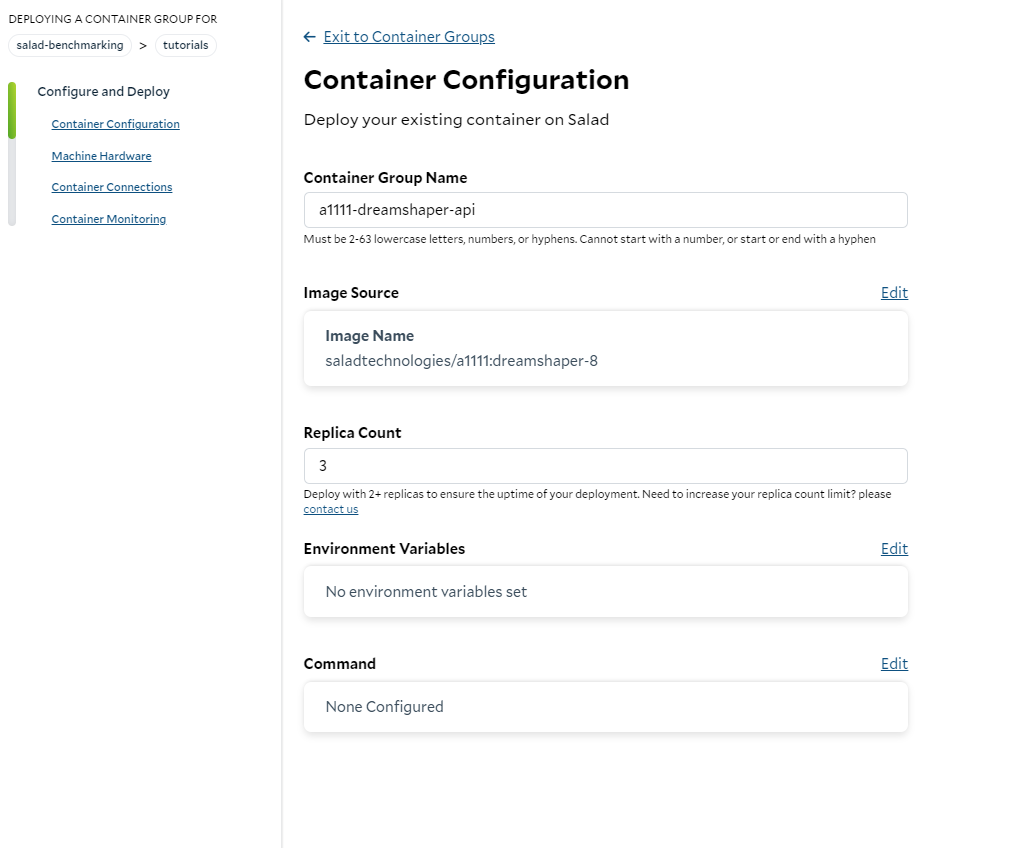 DEPLOYING A CONTAINER GROUP FOR
salad-benchmarking > tutorials
Configure and Deploy
Container Configuration
Machine Hardware
Container Connections
Container Monitoring
← Exit to Container Groups
Container Configuration
Deploy your existing container on Salad
Container Group Name
a1111-dreamshaper-api
Must be 2-63 lowercase letters, numbers, or hyphens. Cannot start with a number, or start or end with a hyphen
Image Source Edit
Image Name
saladtechnologies/a1111:dreamshaper-8
Replica Count
3
Deploy with 2+ replicas to ensure the uptime of your deployment. Need to increase your replica count limit? please
contact us
Environment Variables Edit
No environment variables set
Command Edit
None Configured